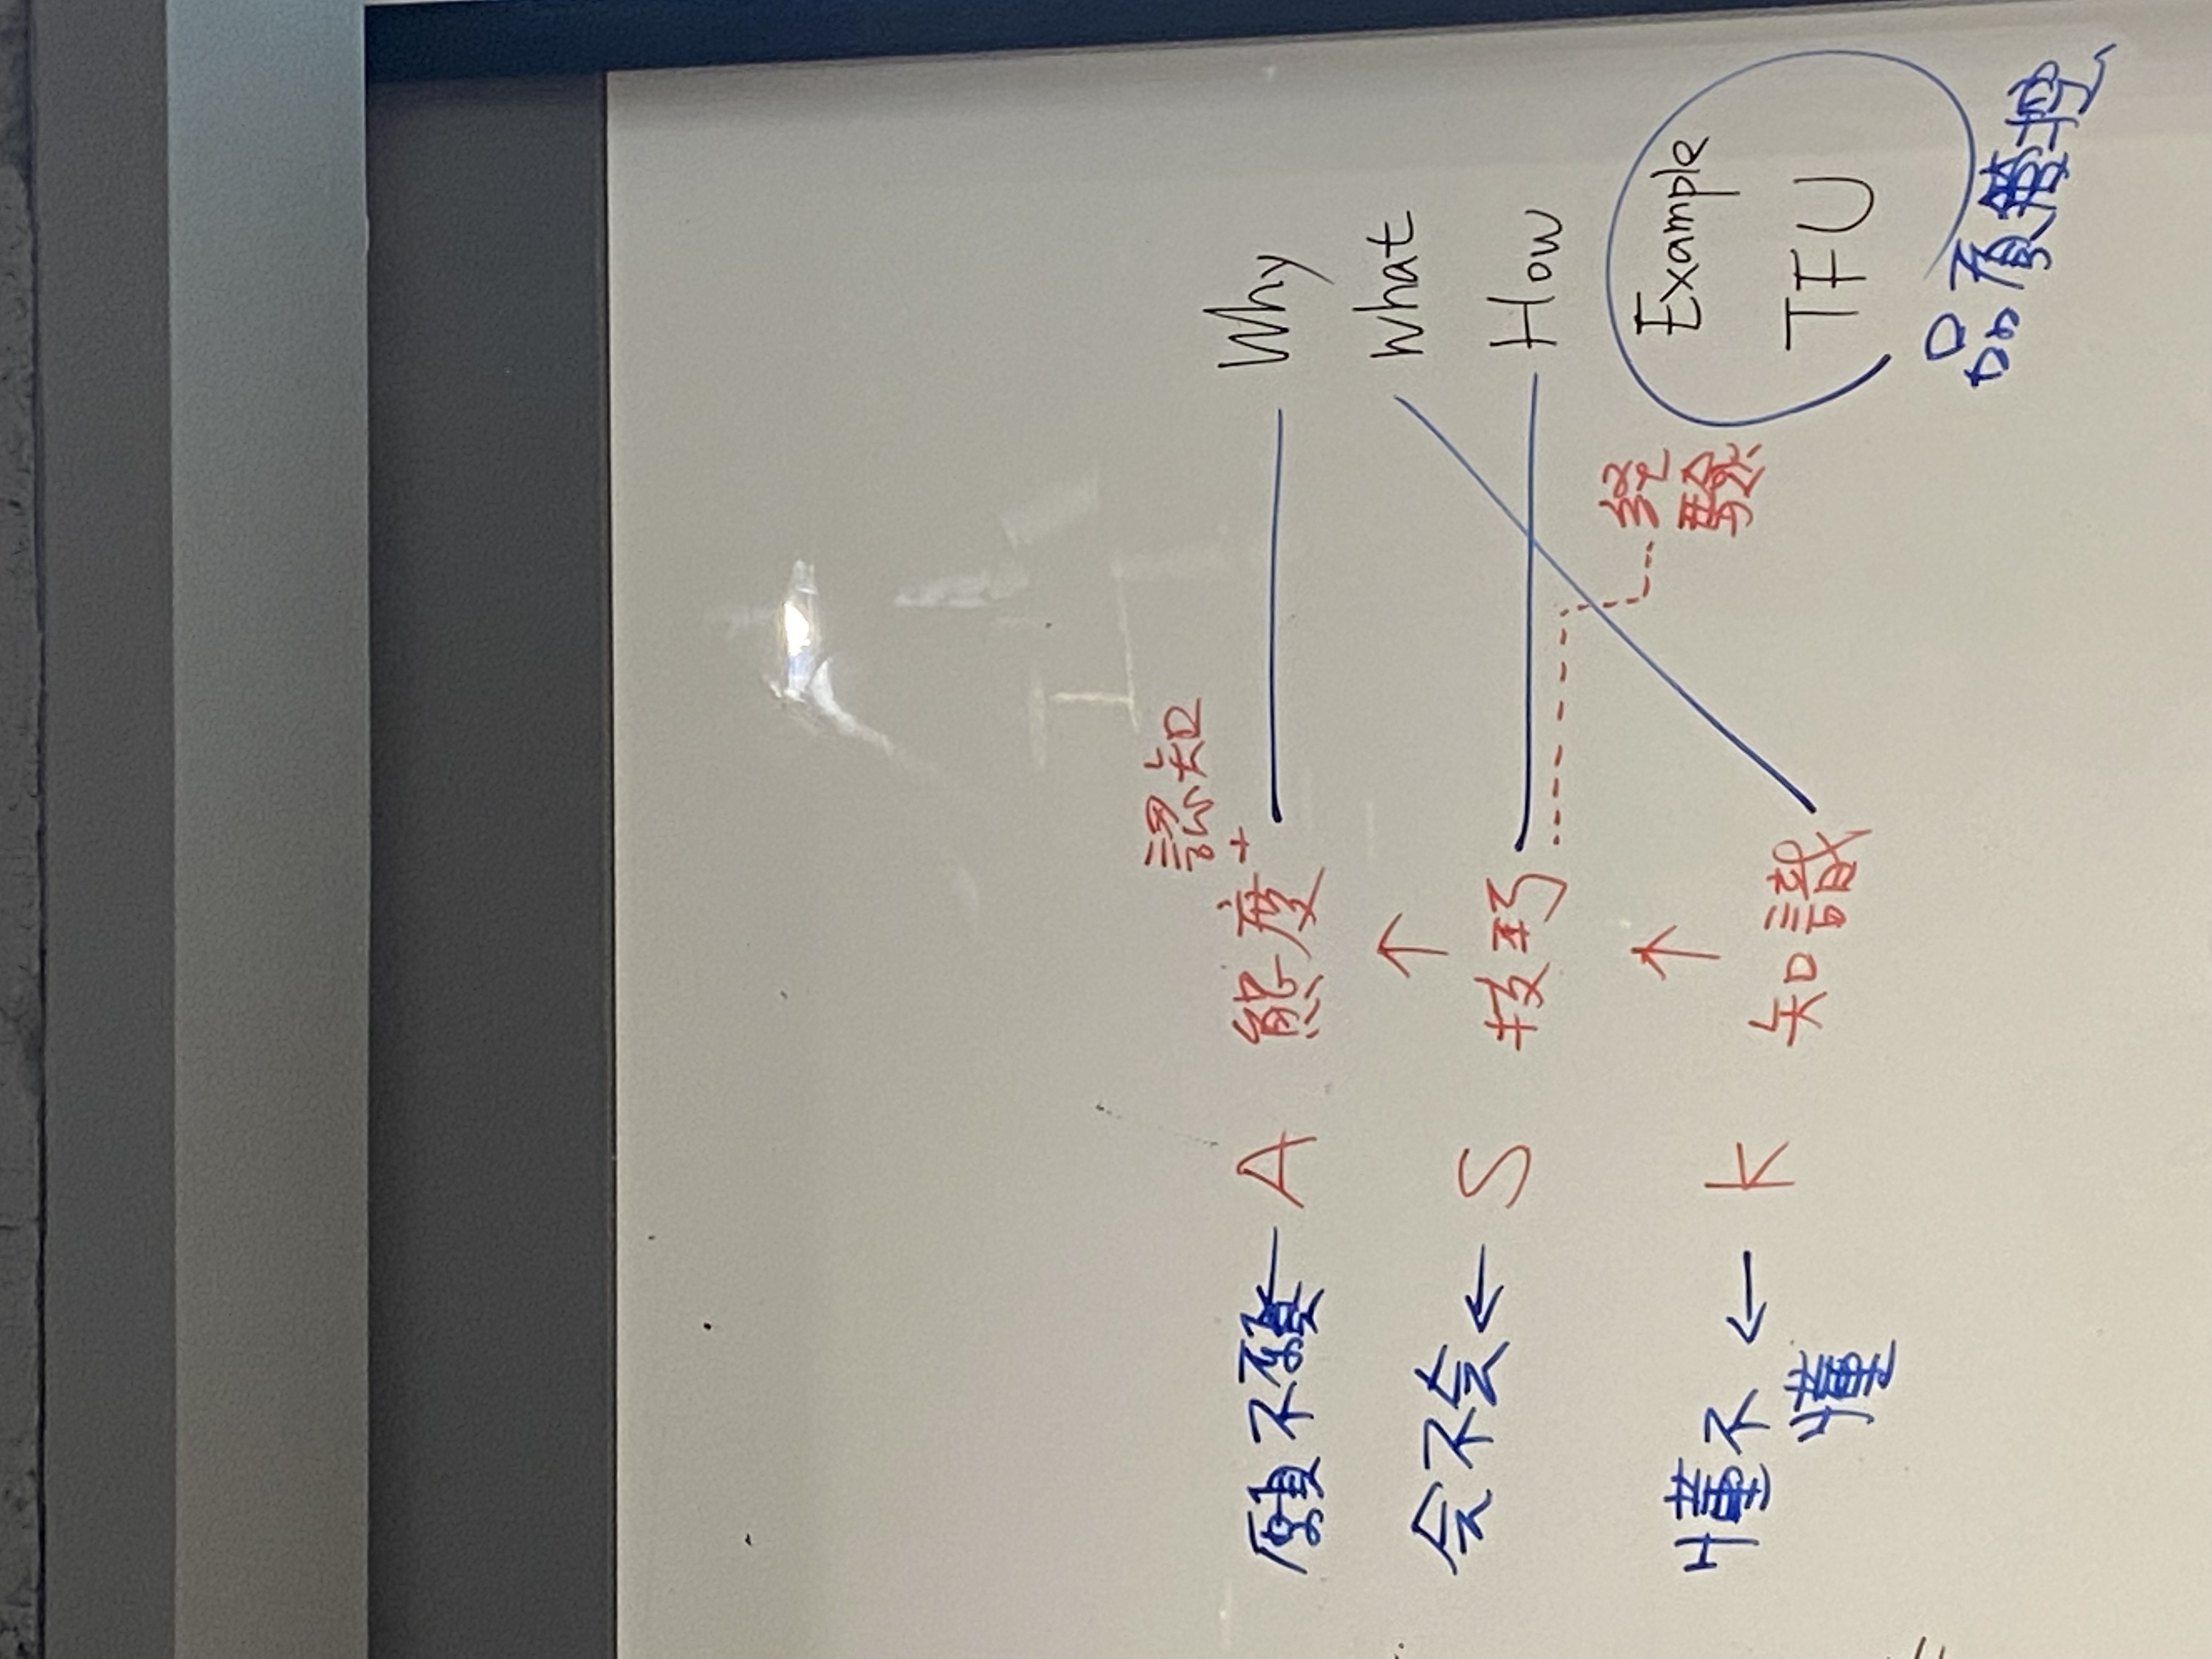 認知
願不願 ← A 態度+ Why
↑ What
会不会 ← S 技巧 How
経
験
↑ Example
懂不 ← K 知識 TFU
懂
品質管控